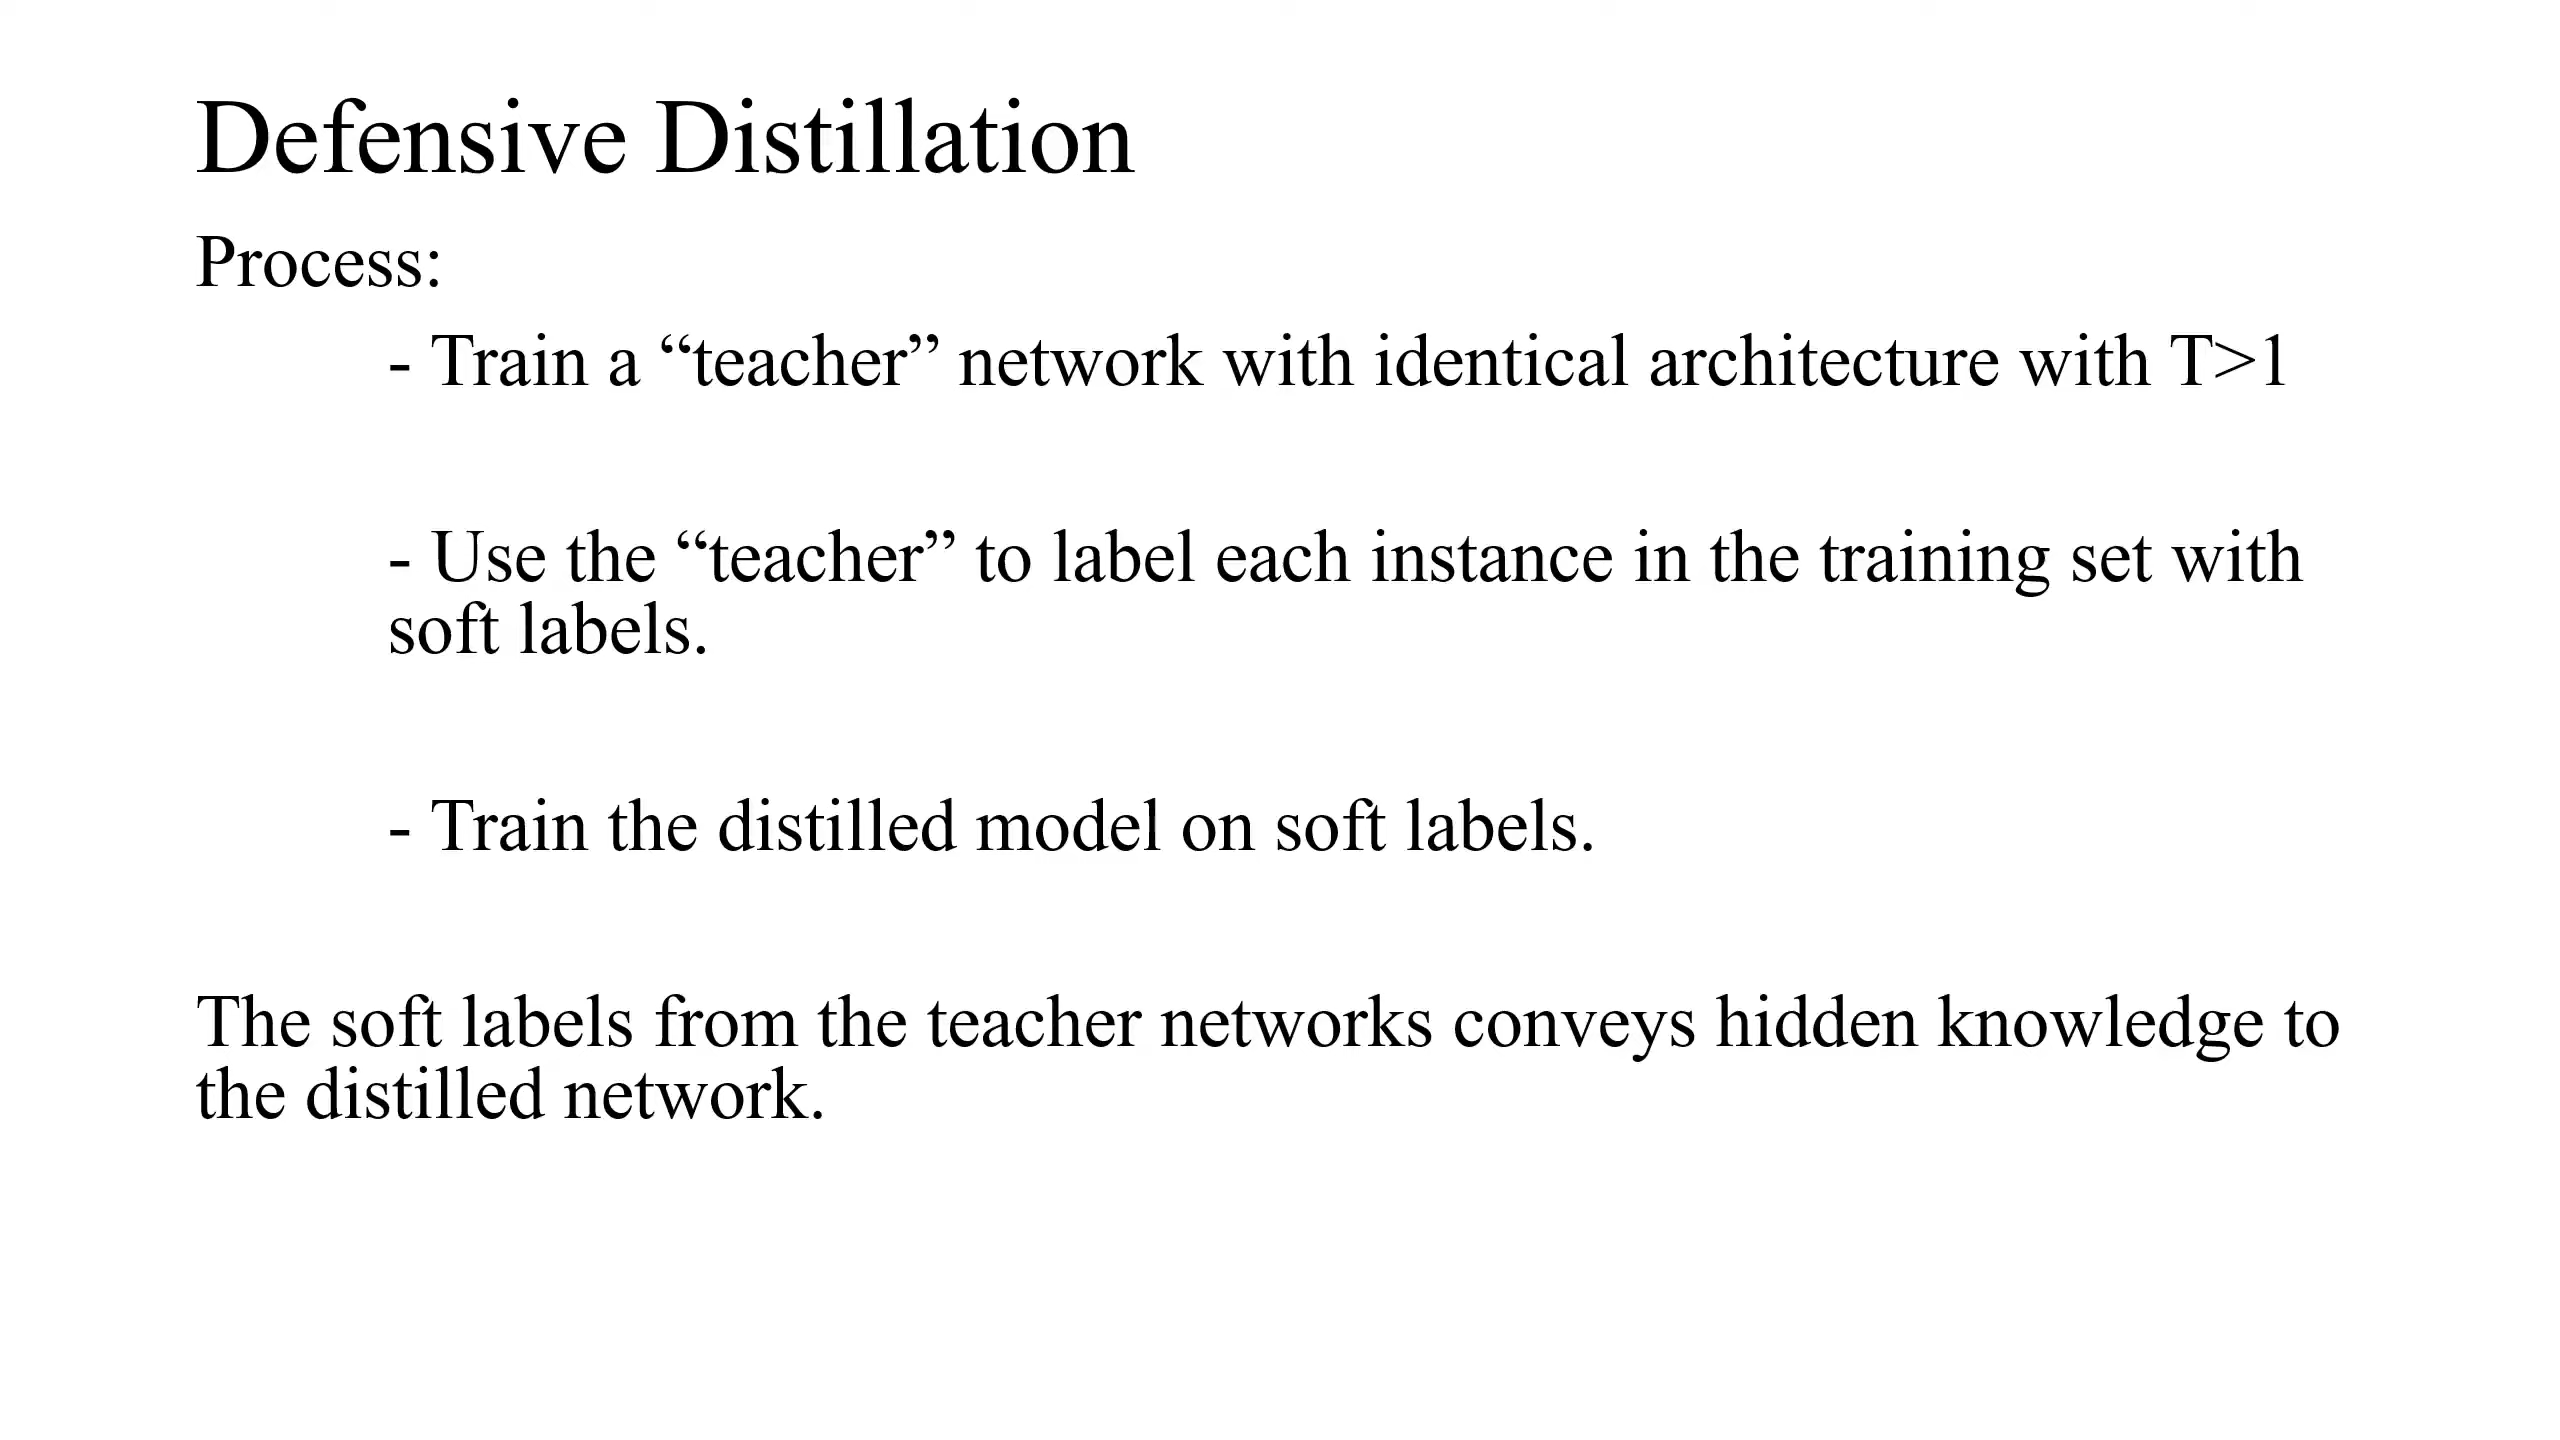 Defensive Distillation
Process:
- Train a “teacher” network with identical architecture with T>1
- Use the “teacher” to label each instance in the training set with
soft labels.
- Train the distilled model on soft labels.
The soft labels from the teacher networks conveys hidden knowledge to
the distilled network.